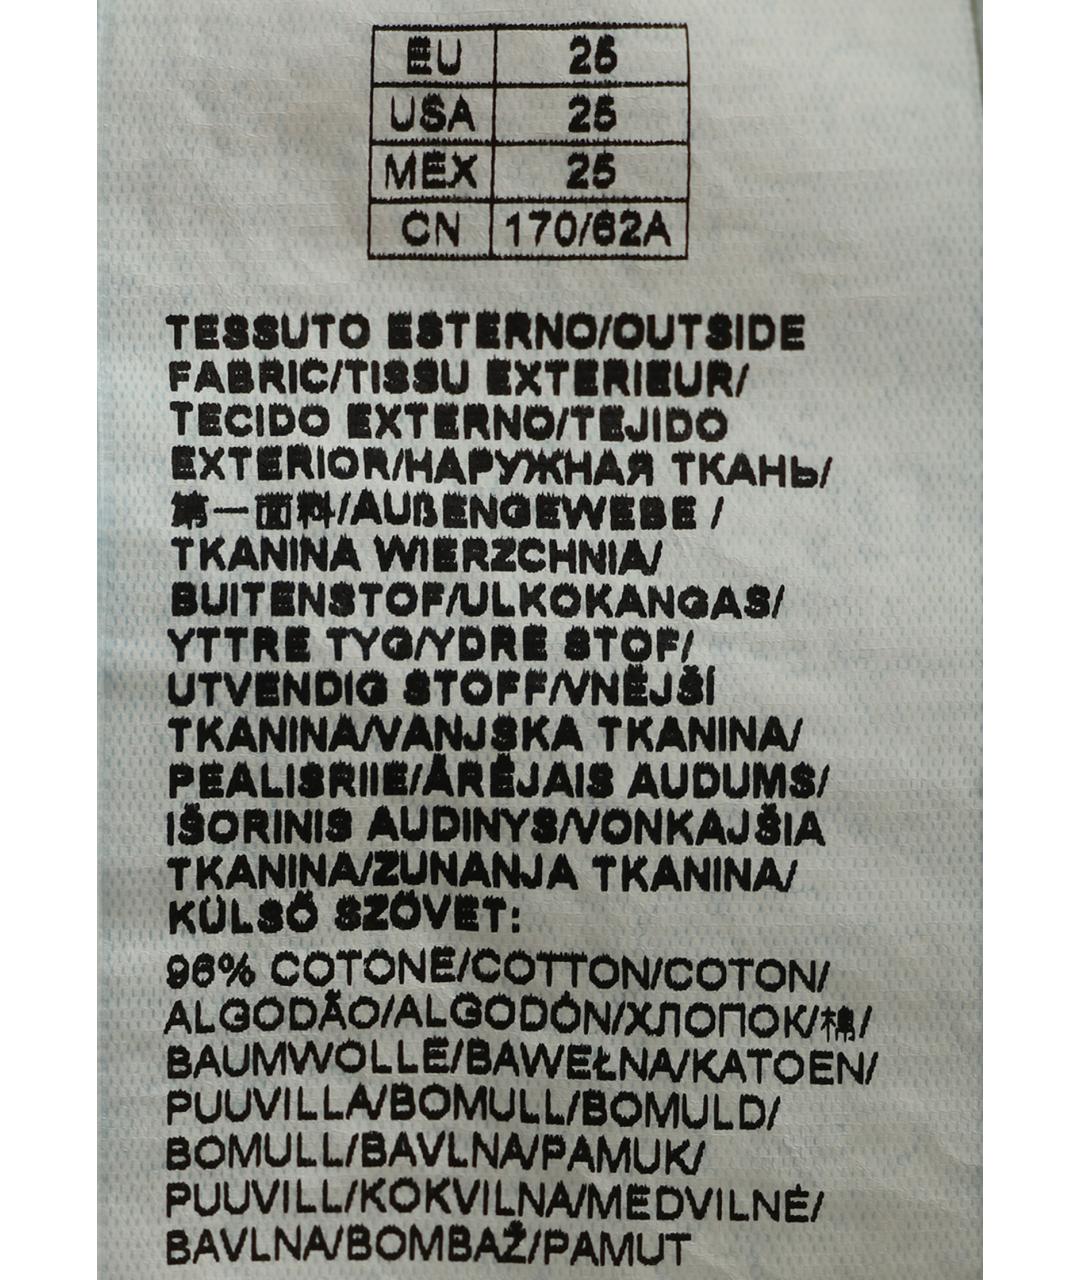 EU 25
USA 25
MEX 25
CN 170/62A
TESSUTO ESTERNO/OUTSIDE
FABRIC/TISSU EXTERIEUR/
TECIDO EXTERNO/TEJIDO
EXTERIOR/НАРУЖНАЯ ТКАНЬ/
第一面料/AUßENGEWEBE /
TKANINA WIERZCHNIA/
BUITENSTOF/ULKOKANGAS/
YTTRE TYG/YDRE STOF/
UTVENDIG STOFF/VNĚJŠÍ
TKANINA/VANJSKA TKANINA/
PEALISRIIE/ĀRĒJAIS AUDUMS/
IŠORINIS AUDINYS/VONKAJŠIA
TKANINA/ZUNANJA TKANINA/
KÜLSŐ SZÖVET:
98% COTONE/COTTON/COTON/
ALGODÃO/ALGODÓN/ХЛОПОК/棉/
BAUMWOLLE/BAWEŁNA/KATOEN/
PUUVILLA/BOMULL/BOMULD/
BOMULL/BAVLNA/PAMUK/
PUUVILL/KOKVILNA/MEDVILNĖ/
BAVLNA/BOMBAŽ/PAMUT